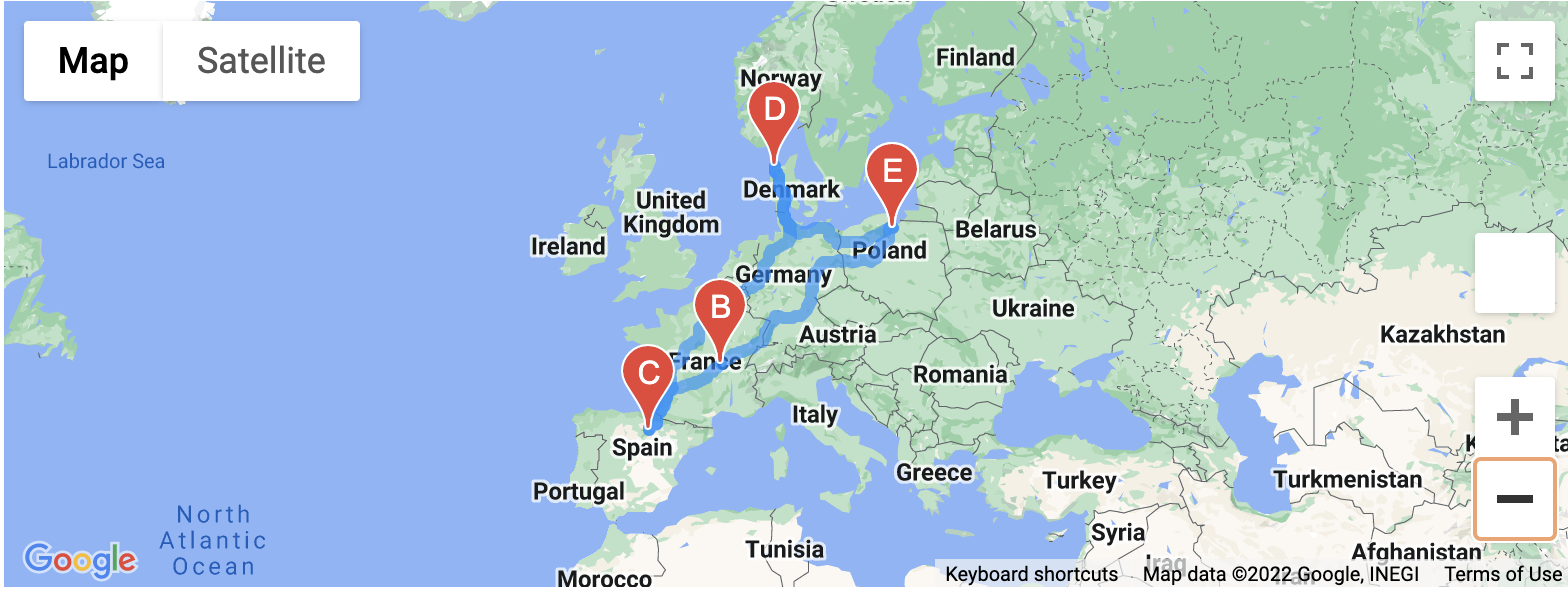 Map
Satellite
Finland
Norway
D
Labrador Sea
E
Denmark
United
Kingdom
Belarus
Ireland
Poland
Germany
B
Ukraine
Austria
Kazakhstan
France
C
Romania
Italy
Spain
Greece
Turkey
Turkmenistan
Portugal
North
Atlantic
Ocean
Syria
Tunisia
Afghanistan
Iraq
Google
Morocco
Iran
Keyboard shortcuts
Map data ©2022 Google, INEGI
Terms of Use